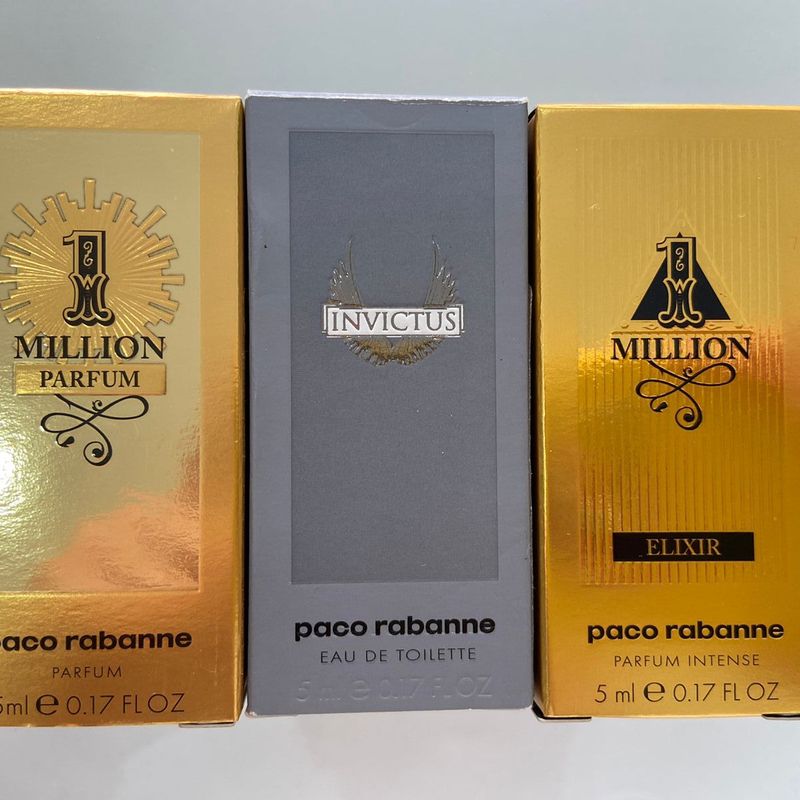 1
MILLION
PARFUM
paco rabanne
PARFUM
5ml e 0.17 FL OZ
INVICTUS
paco rabanne
EAU DE TOILETTE
5 ml e 0.17 FL OZ
1
MILLION
ELIXIR
paco rabanne
PARFUM INTENSE
5 ml e 0.17 FL OZ